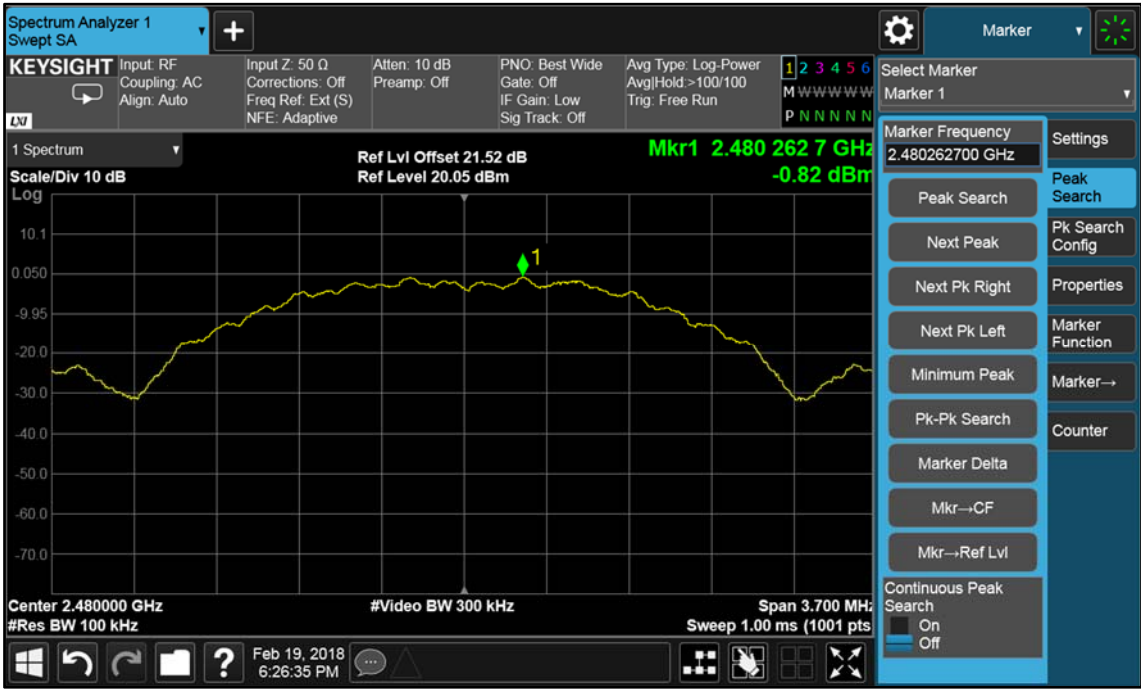 Spectrum Analyzer 1
Swept SA
+
Marker
KEYSIGHT
LXI
Input: RF
Coupling: AC
Align: Auto
Input Z: 50 Ω
Corrections: Off
Freq Ref: Ext (S)
NFE: Adaptive
Atten: 10 dB
Preamp: Off
PNO: Best Wide
Gate: Off
IF Gain: Low
Sig Track: Off
Avg Type: Log-Power
Avg|Hold:>100/100
Trig: Free Run
1 2 3 4 5 6
M W W W W W
P N N N N N
Select Marker
Marker 1
1 Spectrum
Scale/Div 10 dB
Log
Ref Lvl Offset 21.52 dB
Ref Level 20.05 dBm
Mkr1 2.480 262 7 GHz
-0.82 dBm
10.1
0.050
-9.95
-20.0
-30.0
-40.0
-50.0
-60.0
-70.0
1
Center 2.480000 GHz
#Res BW 100 kHz
#Video BW 300 kHz
Span 3.700 MHz
Sweep 1.00 ms (1001 pts
Marker Frequency
2.480262700 GHz
Peak Search
Next Peak
Next Pk Right
Next Pk Left
Minimum Peak
Pk-Pk Search
Marker Delta
Mkr→CF
Mkr→Ref Lvl
Continuous Peak
Search
On
Off
Settings
Peak
Search
Pk Search
Config
Properties
Marker
Function
Marker→
Counter
?
Feb 19, 2018
6:26:35 PM